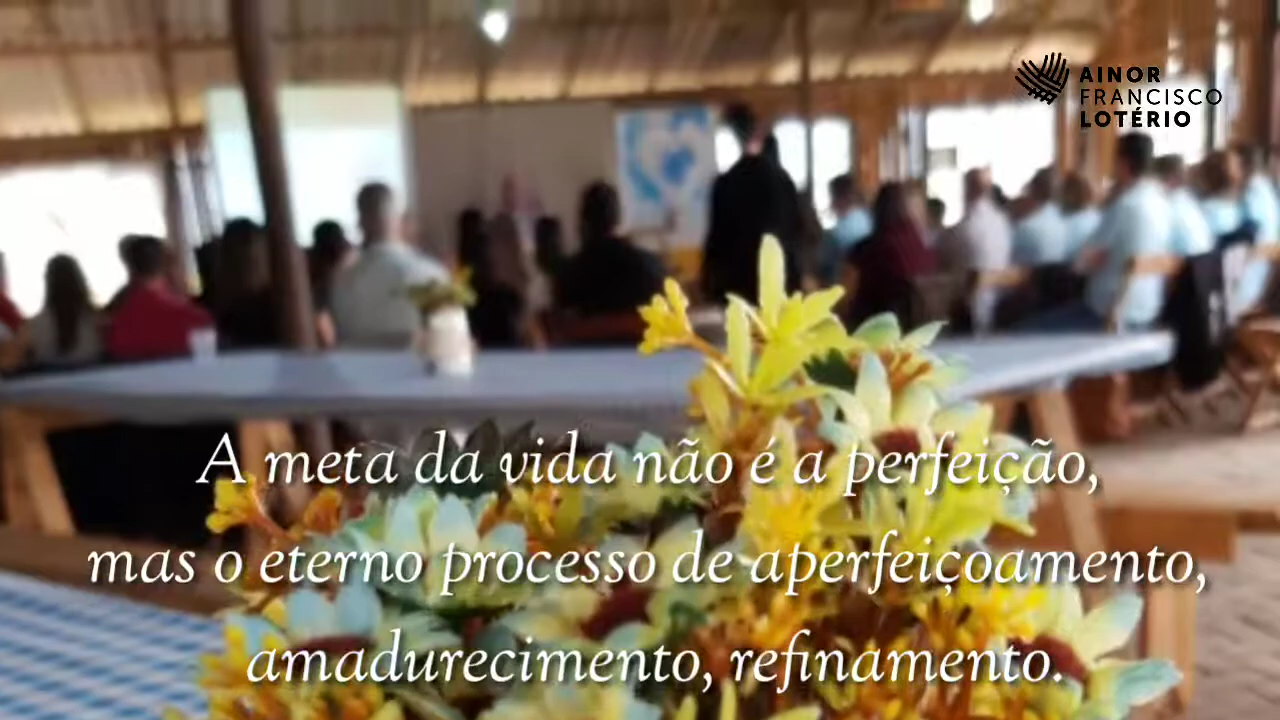 AINOR
FRANCISCO
LOTÉRIO
A meta da vida não é a perfeição,
mas o eterno processo de aperfeiçoamento,
amadurecimento, refinamento.